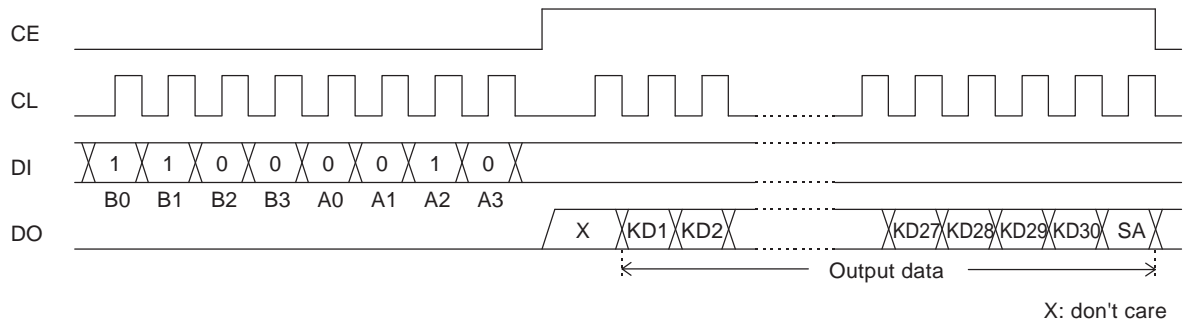 CE
CL
DI 1 1 0 0 0 0 1 0
B0 B1 B2 B3 A0 A1 A2 A3
DO X KD1 KD2 KD27 KD28 KD29 KD30 SA
Output data
X: don't care